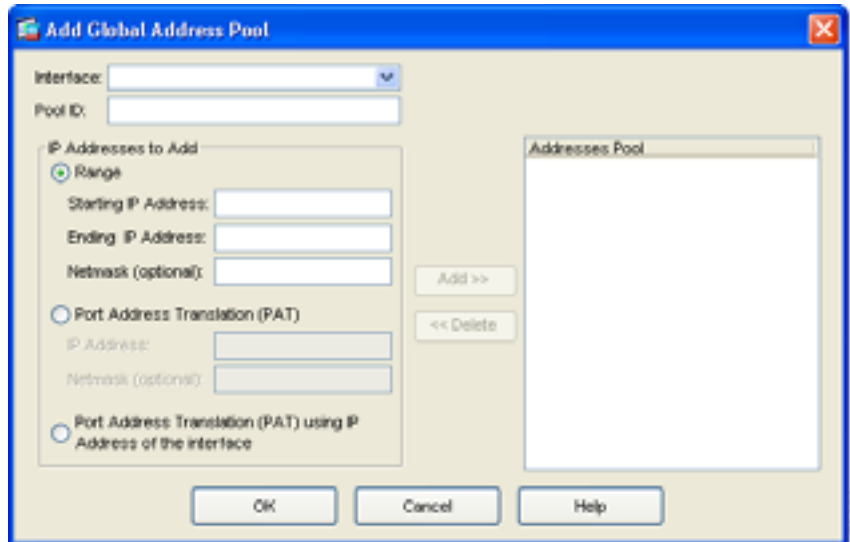 Add Global Address Pool
Interface:
Pool ID:
IP Addresses to Add
Range
Starting IP Address:
Ending IP Address:
Netmask (optional):
Port Address Translation (PAT)
IP Address:
Netmask (optional):
Port Address Translation (PAT) using IP
Address of the interface
Add >>
<< Delete
Addresses Pool
OK
Cancel
Help